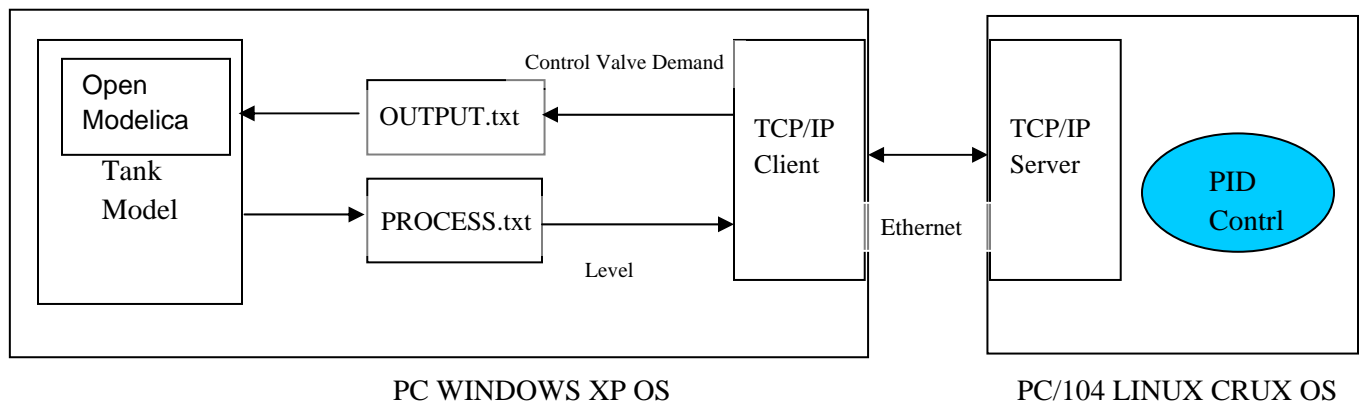 Open
Modelica
Tank
Model
OUTPUT.txt
PROCESS.txt
Control Valve Demand
Level
TCP/IP
Client
Ethernet
TCP/IP
Server
PID
Contrl
PC WINDOWS XP OS
PC/104 LINUX CRUX OS